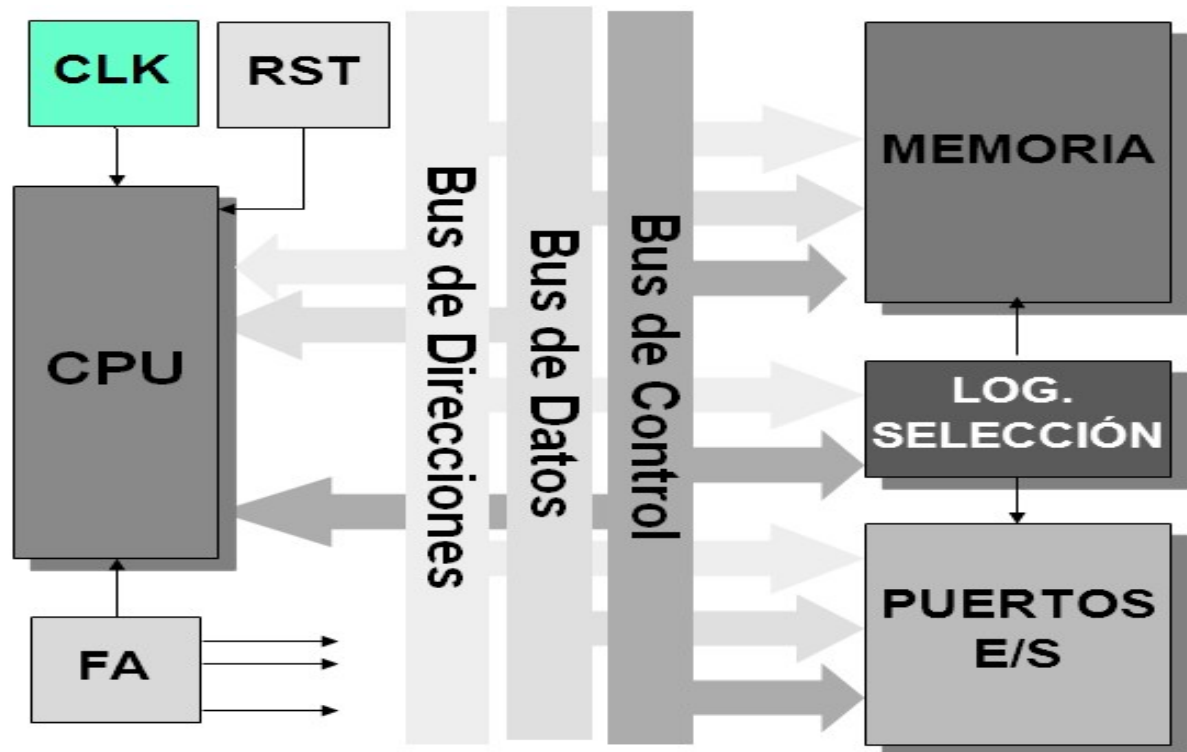 CLK
RST
CPU
FA
Bus de Direcciones
Bus de Datos
Bus de Control
MEMORIA
LOG.
SELECCIÓN
PUERTOS
E/S